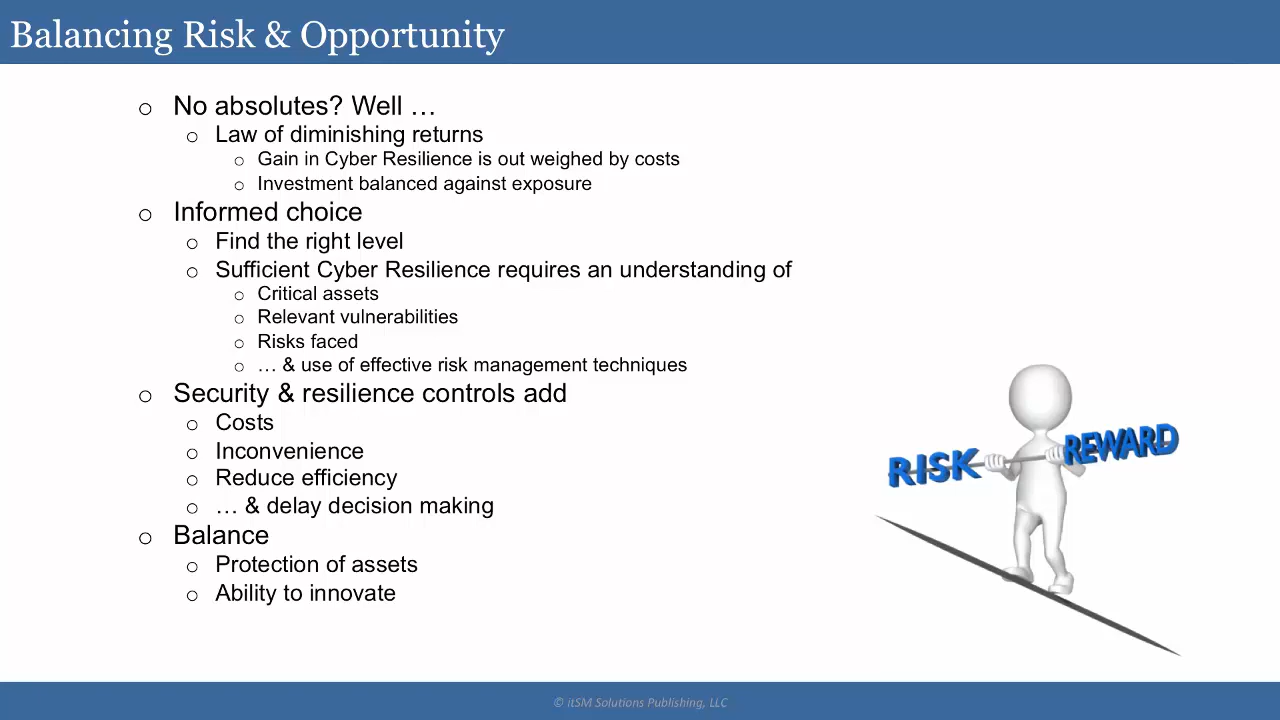 Balancing Risk & Opportunity
o No absolutes? Well …
o Law of diminishing returns
o Gain in Cyber Resilience is out weighed by costs
o Investment balanced against exposure
o Informed choice
o Find the right level
o Sufficient Cyber Resilience requires an understanding of
o Critical assets
o Relevant vulnerabilities
o Risks faced
o … & use of effective risk management techniques
o Security & resilience controls add
o Costs
o Inconvenience
o Reduce efficiency
o … & delay decision making
o Balance
o Protection of assets
o Ability to innovate
RISK
REWARD
© itSM Solutions Publishing, LLC